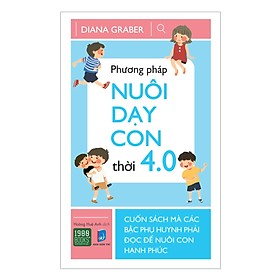 DIANA GRABER
Phương pháp
NUÔI
DẠY
CON
thời 4.0
CUỐN SÁCH MÀ CÁC
BẬC PHỤ HUYNH PHẢI
ĐỌC ĐỂ NUÔI CON
HẠNH PHÚC
1980
BOOKS